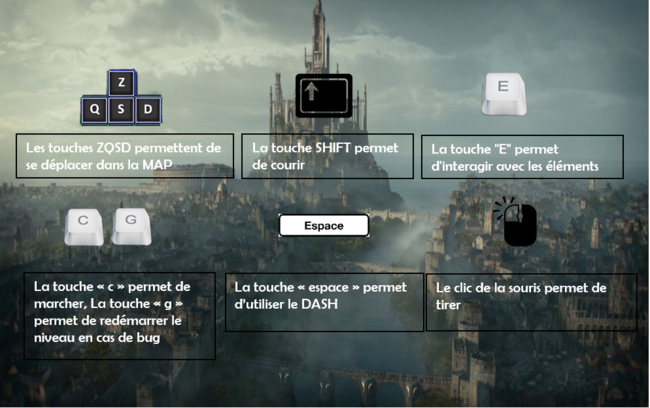 Z
Q S D
E
Les touches ZQSD permettent de
se déplacer dans la MAP
La touche SHIFT permet
de courir
La touche "E" permet
d'interagir avec les éléments
C G
Espace
La touche « c » permet de
marcher, La touche « g »
permet de redémarrer le
niveau en cas de bug
La touche « espace » permet
d'utiliser le DASH
Le clic de la souris permet de
tirer